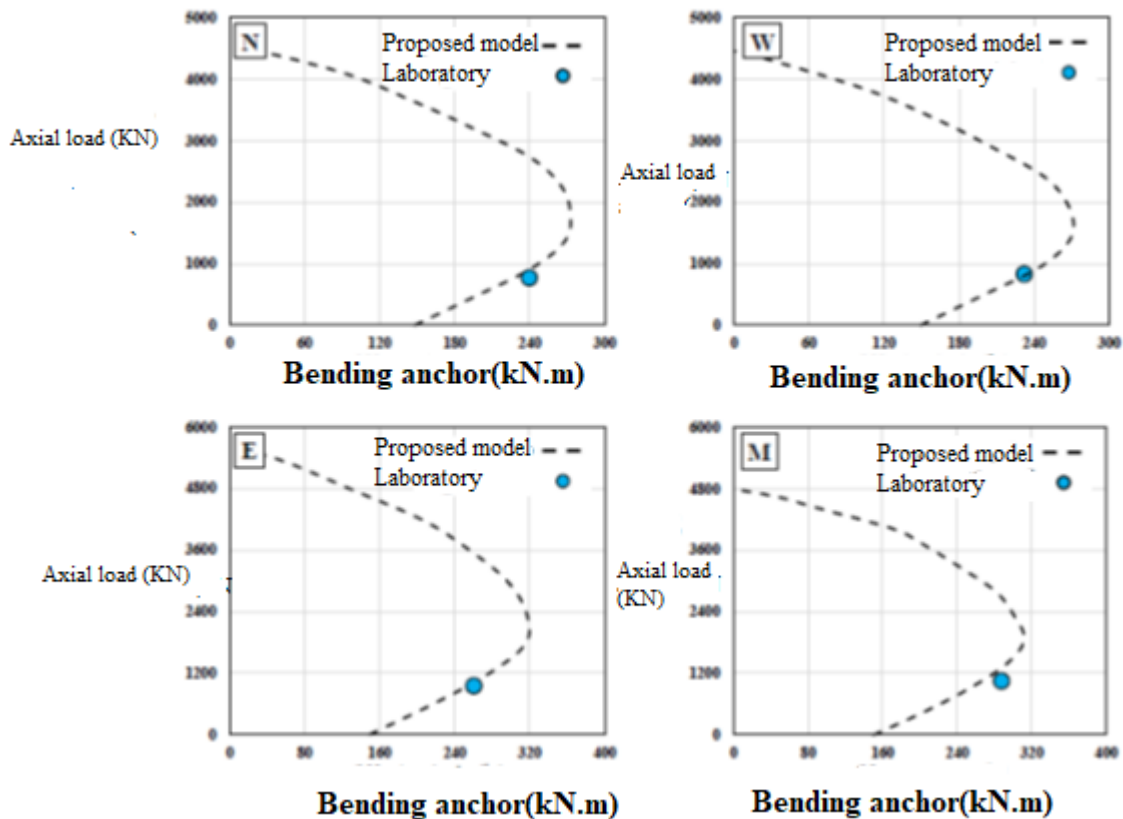 5000
N
Proposed model
Laboratory
4000
Axial load (KN)
3000
2000
1000
0
0 60 120 180 240 300
Bending anchor(kN.m)
5000
W
Proposed model
Laboratory
4000
3000
Axial load
2000
1000
0
0 60 120 180 240 300
Bending anchor(kN.m)
6000
E
Proposed model
Laboratory
4800
3600
Axial load (KN)
2400
1200
0
0 80 160 240 320 400
Bending anchor(kN.m)
6000
M
Proposed model
Laboratory
4800
3600
Axial load
(KN)
2400
1200
0
0 80 160 240 320 400
Bending anchor(kN.m)